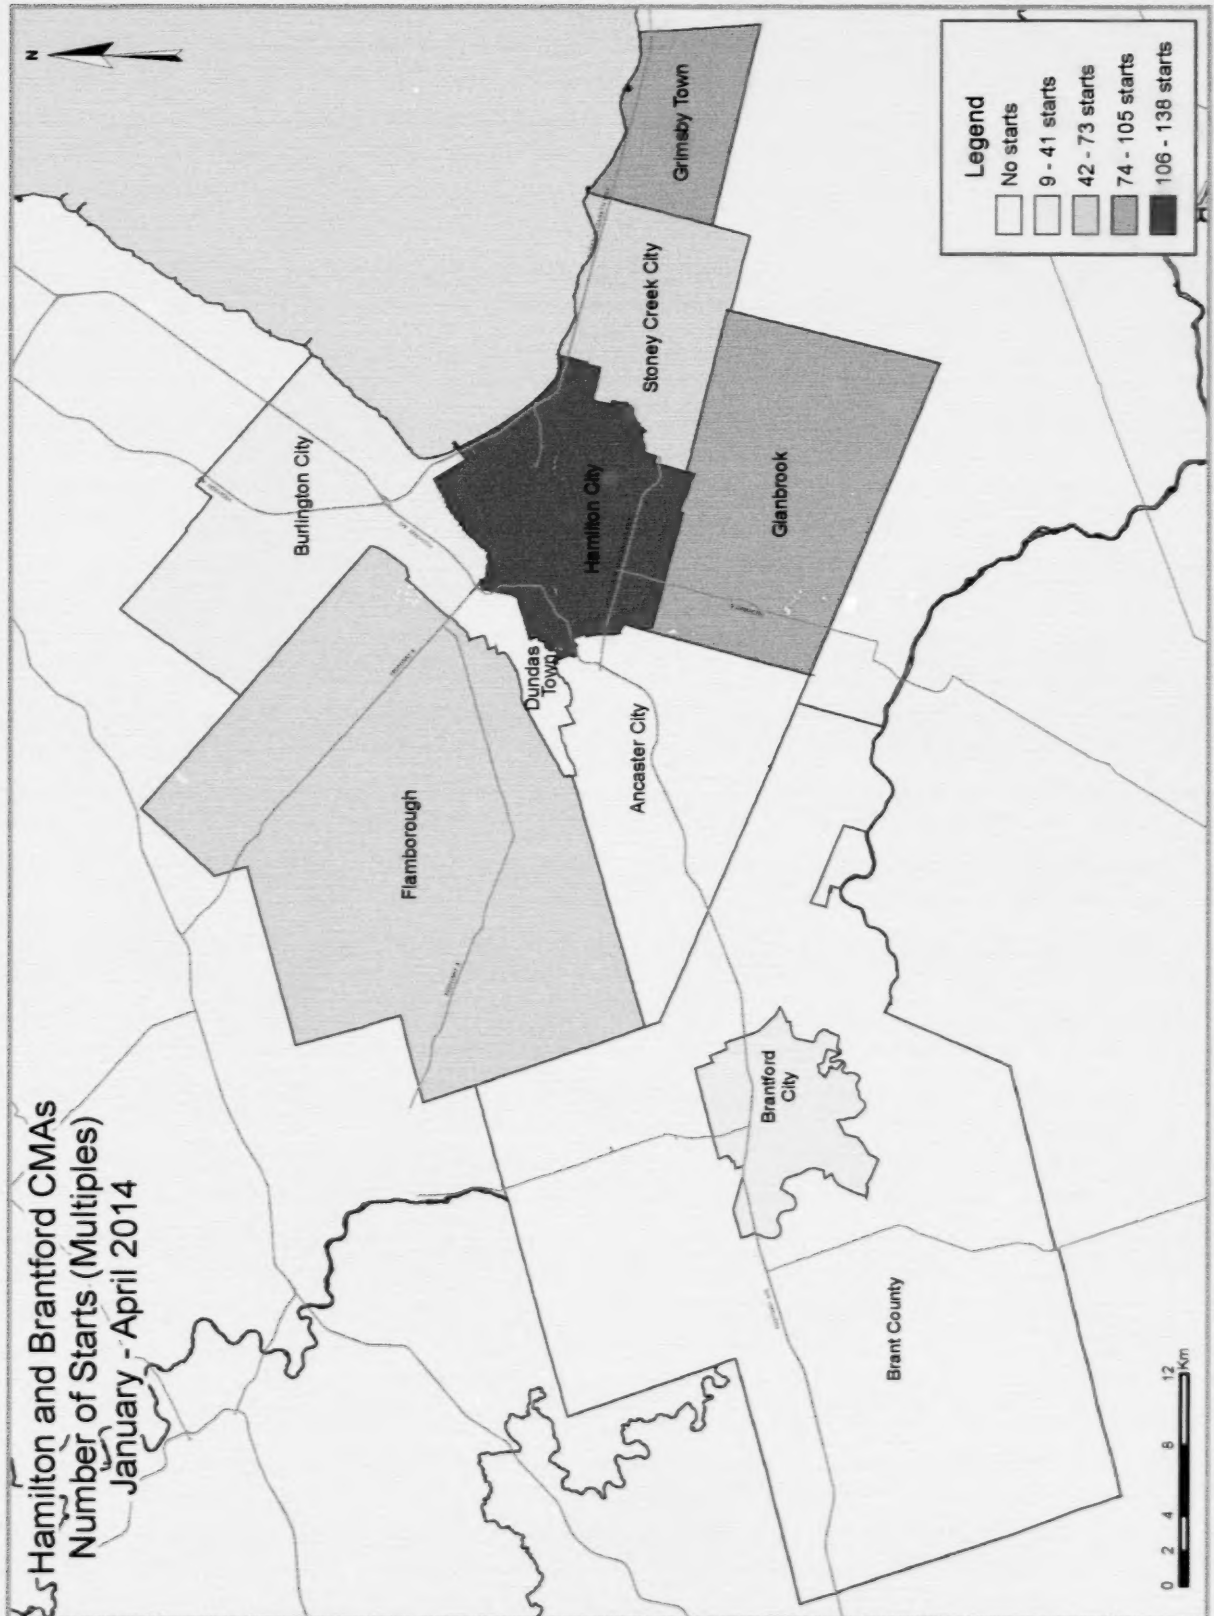 Hamilton and Brantford CMAs
Number of Starts (Multiples)
January - April 2014
N
Burlington City
Flamborough
Dundas
Town
Hamilton City
Stoney Creek City
Grimsby Town
Ancaster City
Glanbrook
Brantford
City
Brant County
Legend
No starts
9 - 41 starts
42 - 73 starts
74 - 105 starts
106 - 138 starts
0 2 4 8 12
Km